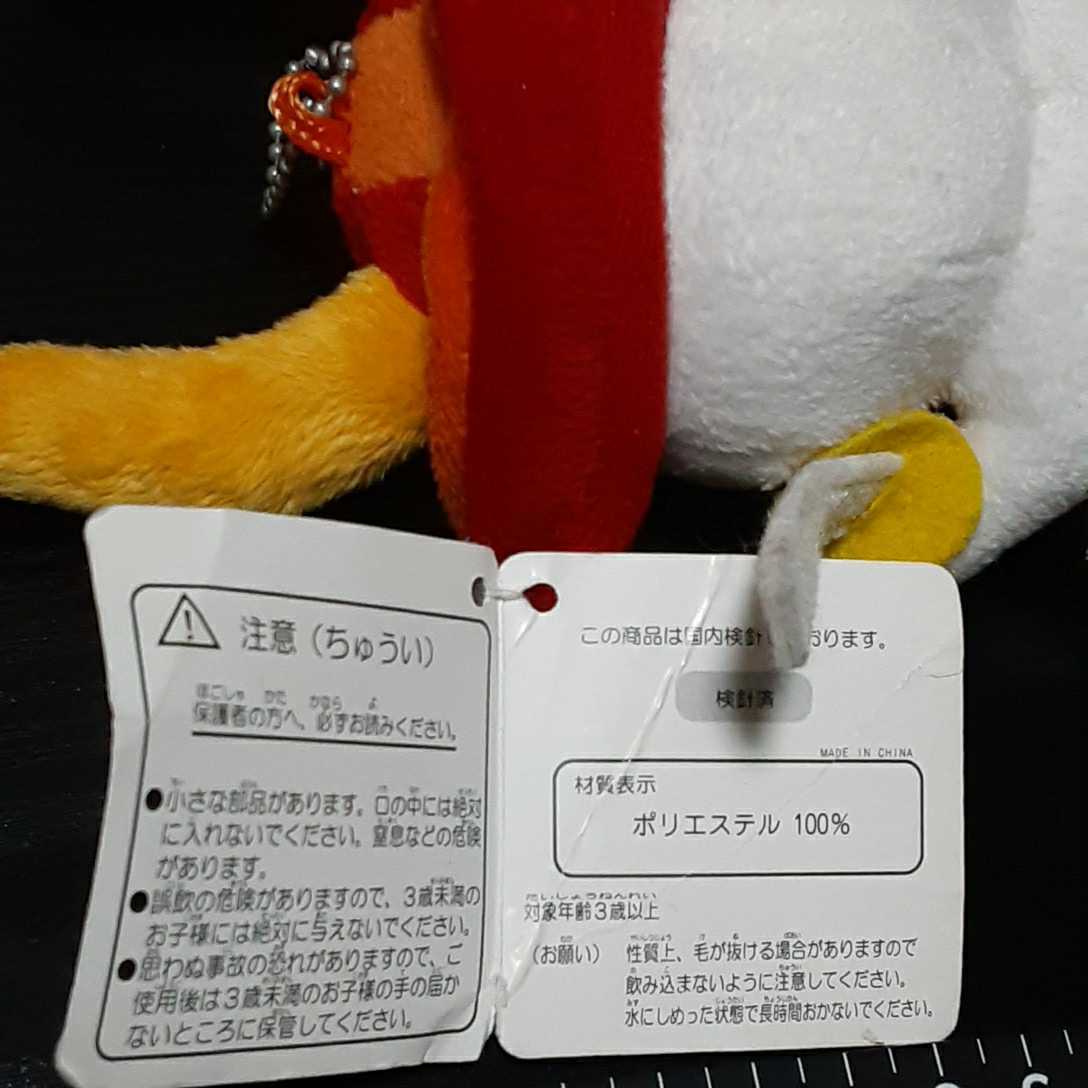 注意（ちゅうい）
保護者の方へ、必ずお読みください。
●小さな部品があります。口の中には絶対
に入れないでください。窒息などの危険
があります。
●誤飲の危険がありますので、3歳未満の
お子様には絶対に与えないでください。
●思わぬ事故の恐れがありますので、ご
使用後は3歳未満のお子様の手の届か
ないところに保管してください。
この商品は国内検針 おります。
検針済
MADE IN CHINA
材質表示
ポリエステル 100%
対象年齢3歳以上
（お願い） 性質上、毛が抜ける場合がありますので
飲み込まないように注意してください。
水にしめった状態で長時間おかないでください。